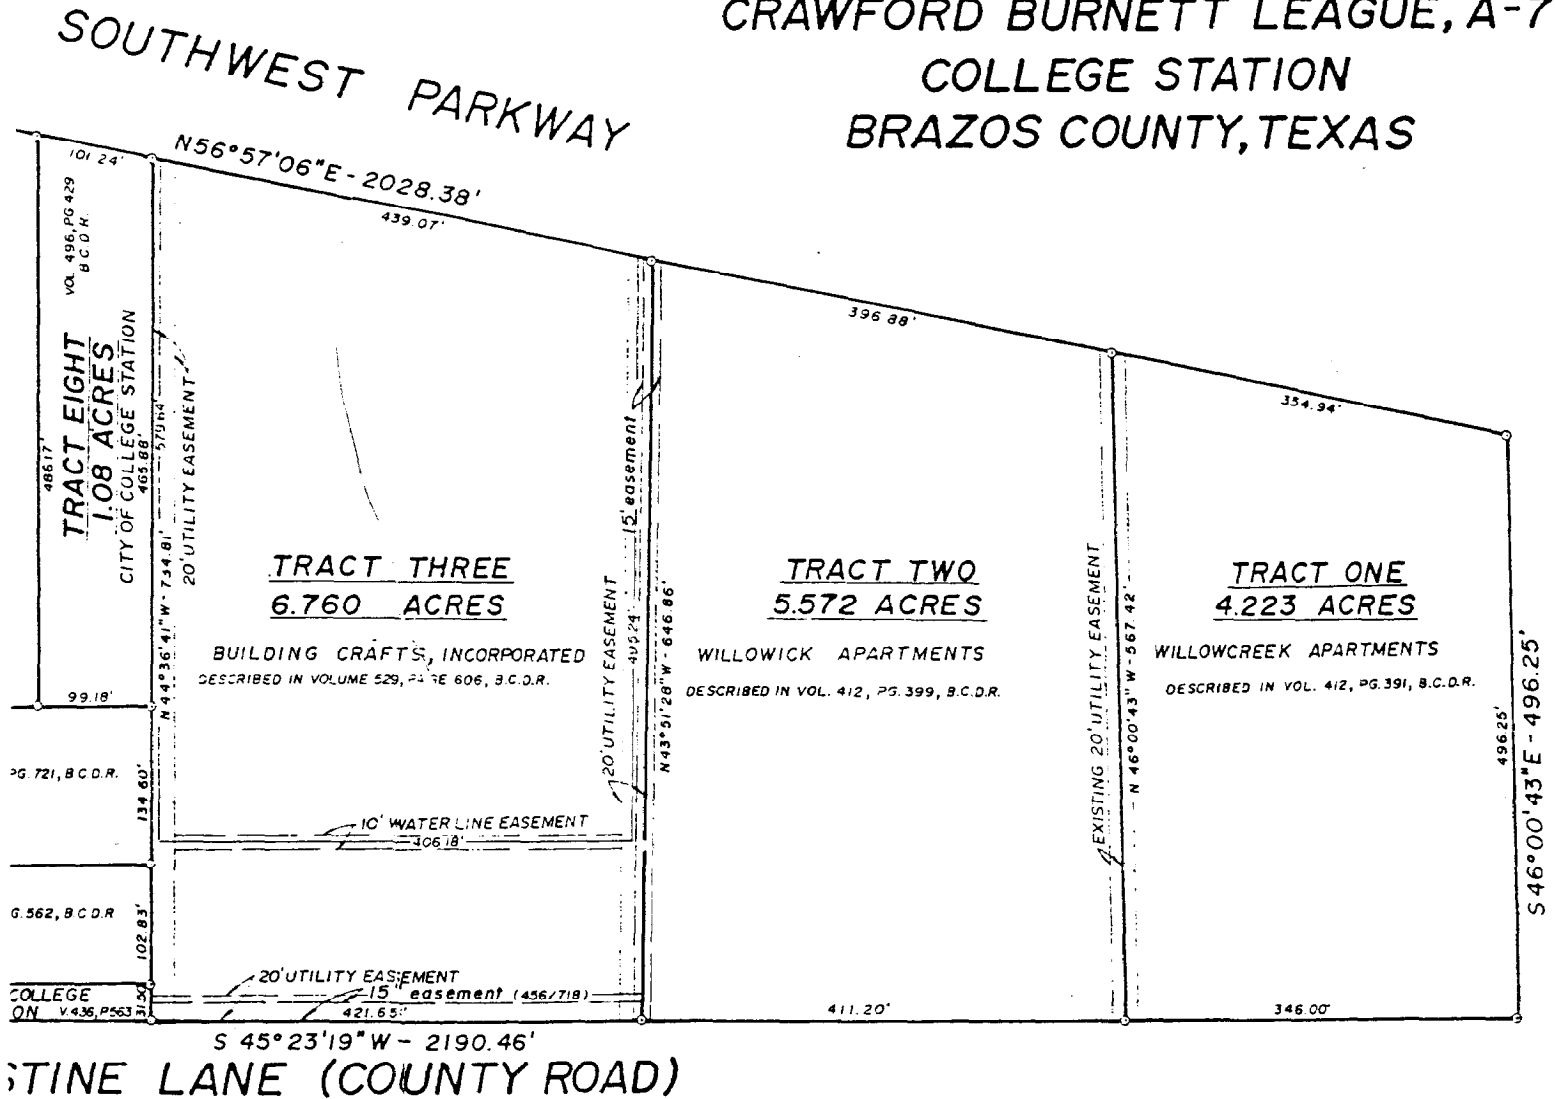 CRAWFORD BURNETT LEAGUE, A-7
COLLEGE STATION
BRAZOS COUNTY, TEXAS
SOUTHWEST PARKWAY
N56°57'06"E - 2028.38'
101.24'
439.07'
396.88'
354.94'
VOL. 496, PG 429
B.C.D.R.
TRACT EIGHT
1.08 ACRES
CITY OF COLLEGE STATION
486.17'
465.88'
579.64'
N 44°36'41"W - 734.81'
20' UTILITY EASEMENT
99.18'
TRACT THREE
6.760 ACRES
BUILDING CRAFTS, INCORPORATED
DESCRIBED IN VOLUME 529, PAGE 606, B.C.D.R.
15' easement
20' UTILITY EASEMENT
N43°51'28"W - 646.86'
TRACT TWO
5.572 ACRES
WILLOWICK APARTMENTS
DESCRIBED IN VOL. 412, PG. 399, B.C.D.R.
EXISTING 20' UTILITY EASEMENT
N 46°00'43" W - 567.42'
TRACT ONE
4.223 ACRES
WILLOWCREEK APARTMENTS
DESCRIBED IN VOL. 412, PG. 391, B.C.D.R.
496.25'
S 46°00'43"E - 496.25'
PG. 721, B.C.D.R.
134.60'
10' WATER LINE EASEMENT
406.18'
G. 562, B.C.D.R
102.83'
20' UTILITY EASEMENT
15' easement (456/718)
COLLEGE
ON V.436, P563
421.65'
411.20'
346.00'
S 45°23'19"W - 2190.46'
STINE LANE (COUNTY ROAD)